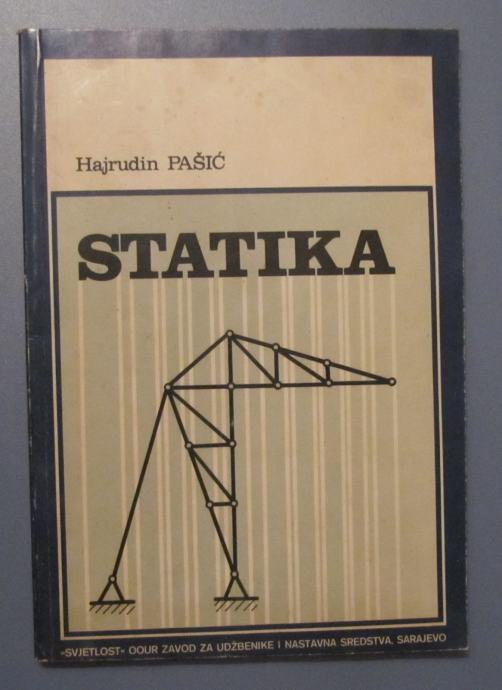 Hajrudin PAŠIĆ
STATIKA
»SVJETLOST« OOUR ZAVOD ZA UDŽBENIKE I NASTAVNA SREDSTVA, SARAJEVO